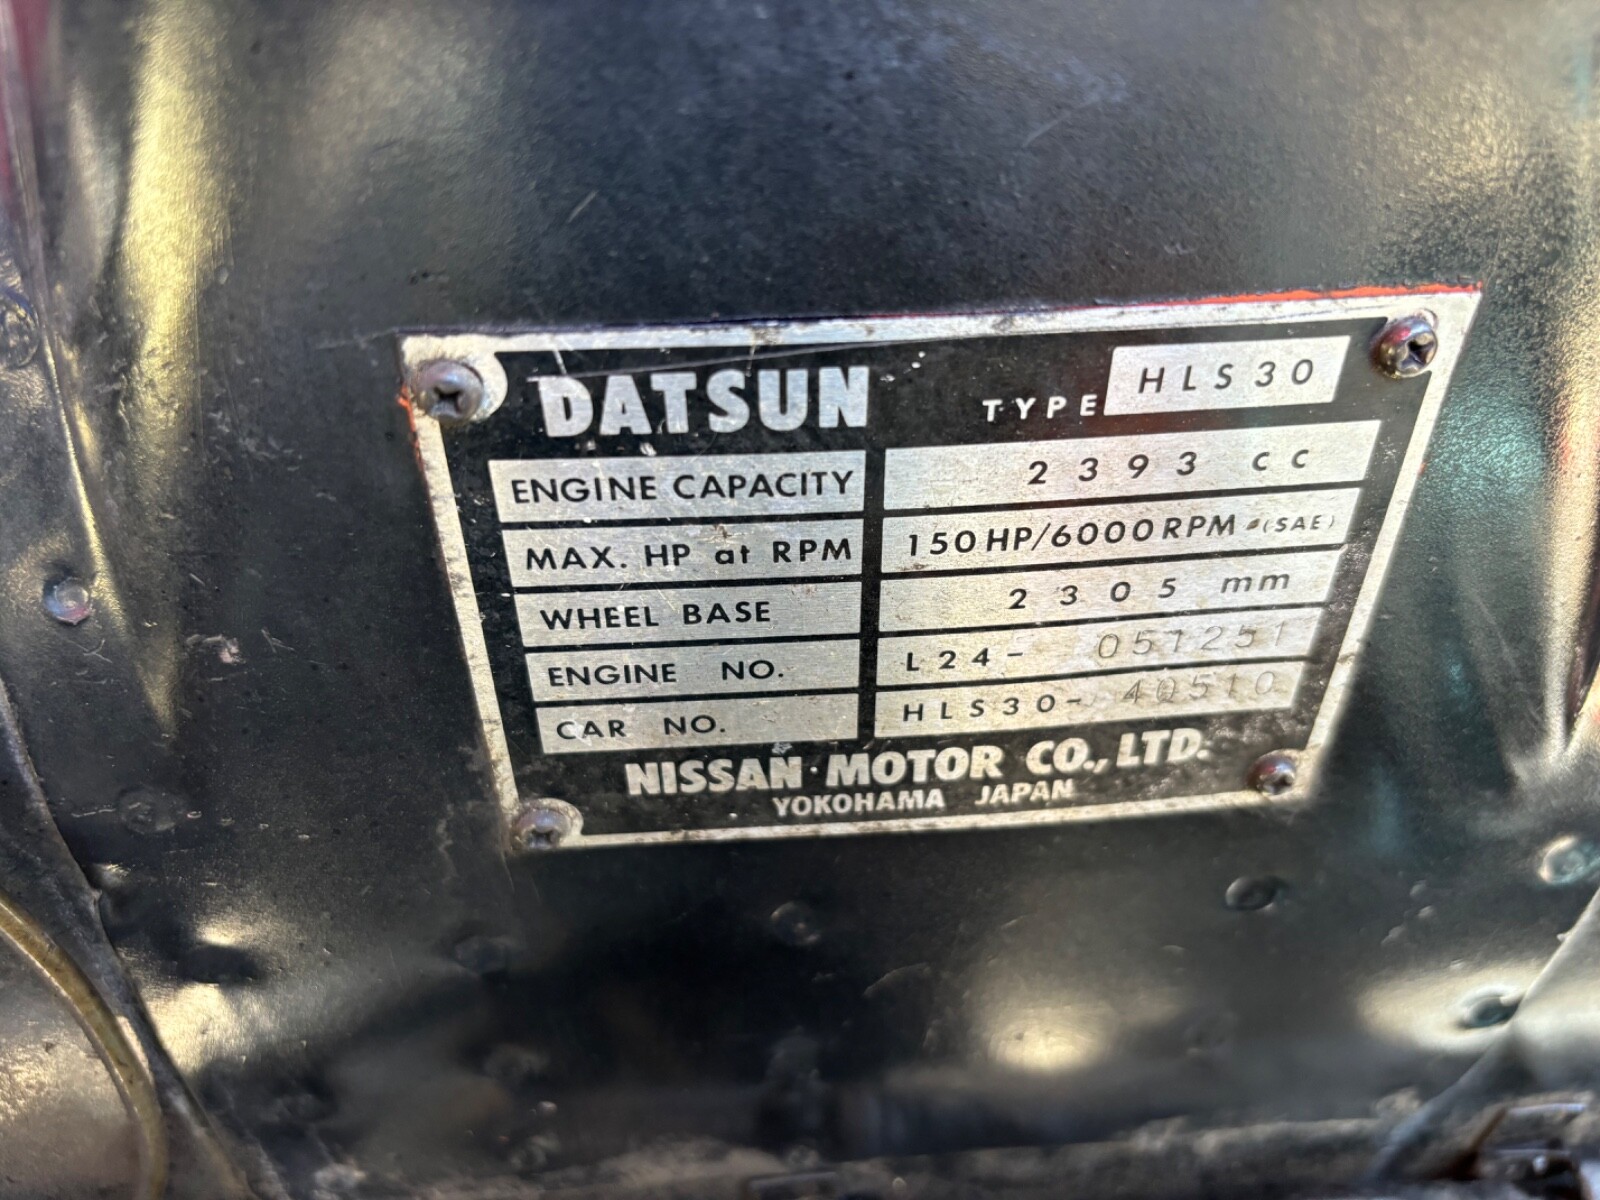 DATSUN TYPE HLS30
ENGINE CAPACITY 2393 cc
MAX. HP at RPM 150HP/6000RPM (SAE)
WHEEL BASE 2305 mm
ENGINE NO. L24- 057251
CAR NO. HLS30- 40510
NISSAN MOTOR CO., LTD.
YOKOHAMA JAPAN